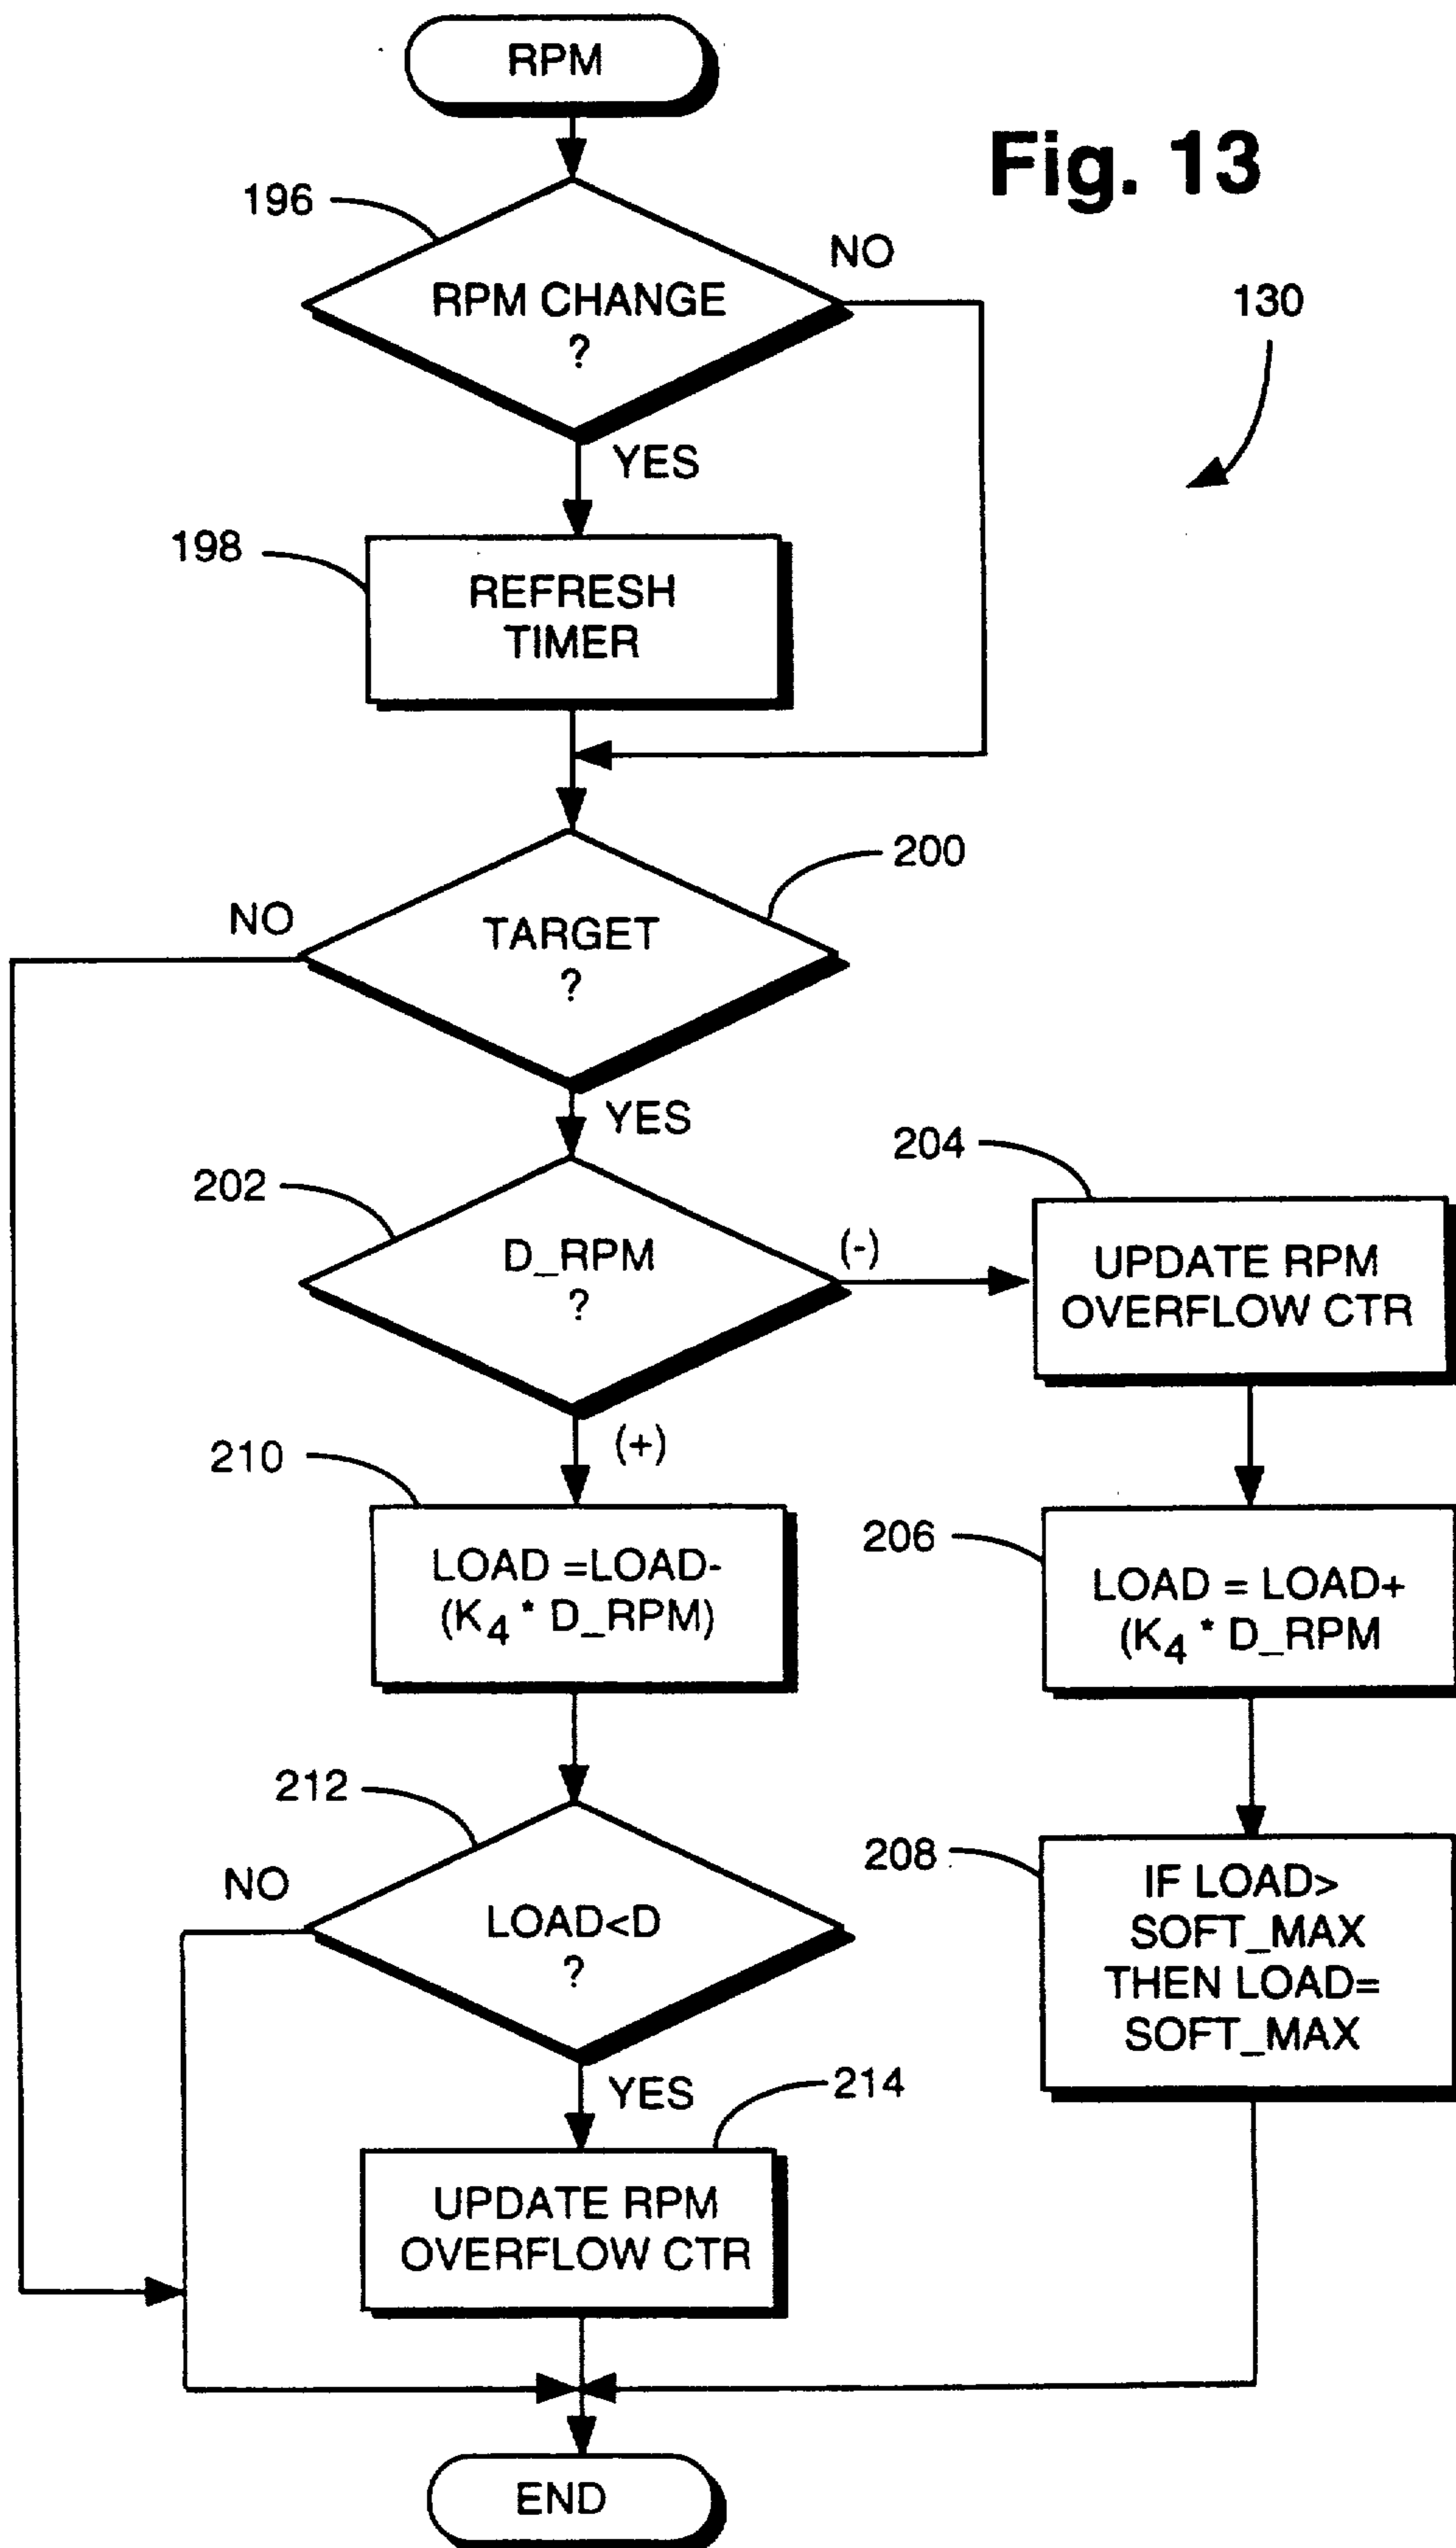 RPM
Fig. 13
196
NO
RPM CHANGE
?
130
YES
198
REFRESH
TIMER
200
NO
TARGET
?
YES
204
202
D_RPM
?
(-)
UPDATE RPM
OVERFLOW CTR
(+)
210
LOAD =LOAD-
(K4 * D_RPM)
206
LOAD = LOAD+
(K4 * D_RPM
212
NO
LOAD<D
?
208
IF LOAD>
SOFT_MAX
THEN LOAD=
SOFT_MAX
YES
214
UPDATE RPM
OVERFLOW CTR
END